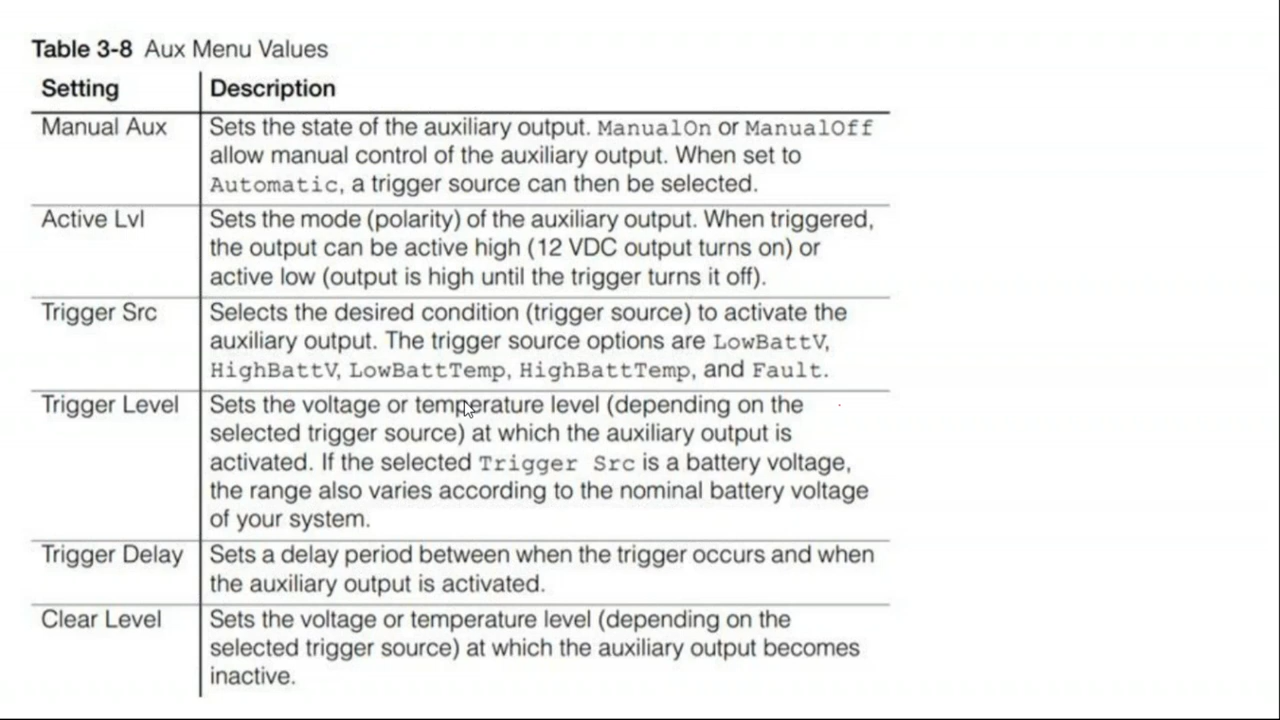 Table 3-8 Aux Menu Values
Setting Description
Manual Aux Sets the state of the auxiliary output. ManualOn or ManualOff
allow manual control of the auxiliary output. When set to
Automatic, a trigger source can then be selected.
Active Lvl Sets the mode (polarity) of the auxiliary output. When triggered,
the output can be active high (12 VDC output turns on) or
active low (output is high until the trigger turns it off).
Trigger Src Selects the desired condition (trigger source) to activate the
auxiliary output. The trigger source options are LowBattV,
HighBattV, LowBattTemp, HighBattTemp, and Fault.
Trigger Level Sets the voltage or temperature level (depending on the
selected trigger source) at which the auxiliary output is
activated. If the selected Trigger Src is a battery voltage,
the range also varies according to the nominal battery voltage
of your system.
Trigger Delay Sets a delay period between when the trigger occurs and when
the auxiliary output is activated.
Clear Level Sets the voltage or temperature level (depending on the
selected trigger source) at which the auxiliary output becomes
inactive.